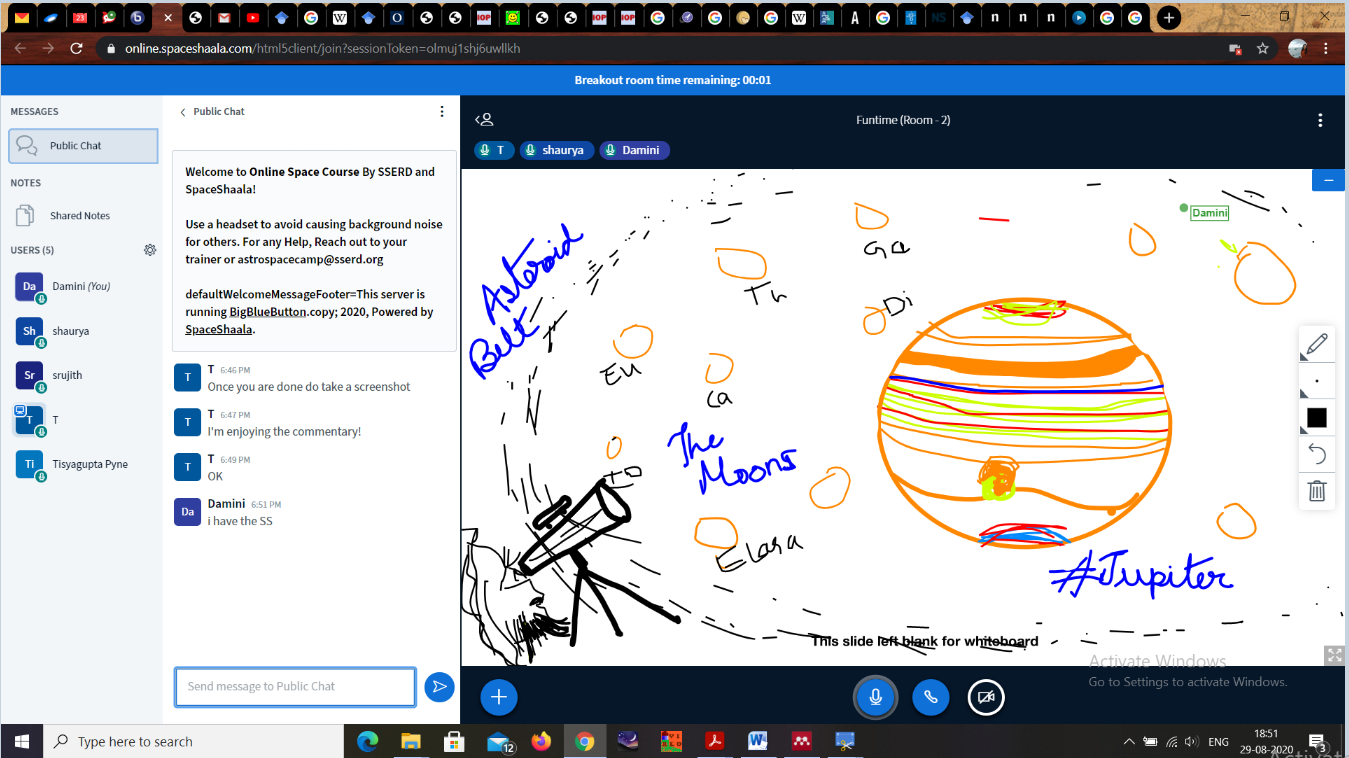 IOP
IOP
IOP
A
NS
n
n
n
online.spaceshaala.com/html5client/join?sessionToken=olmuj1shj6uwllkh
Breakout room time remaining: 00:01
MESSAGES
Public Chat
NOTES
Shared Notes
USERS (5)
Da Damini (You)
Sh shaurya
Sr srujith
T T
Ti Tisyagupta Pyne
Public Chat
Welcome to Online Space Course By SSERD and
SpaceShaala!
Use a headset to avoid causing background noise
for others. For any Help, Reach out to your
trainer or astrospacecamp@sserd.org
defaultWelcomeMessageFooter=This server is
running BigBlueButton.copy; 2020, Powered by
SpaceShaala.
T T 6:46 PM
Once you are done do take a screenshot
T T 6:47 PM
I'm enjoying the commentary!
T T 6:49 PM
OK
Da Damini 6:51 PM
i have the SS
Send message to Public Chat
Funtime (Room - 2)
T shaurya Damini
Damini
Asteroid
Belt
Ga
Th
Di
Eu
Ca
The
Moons
IO
Elara
#Jupiter
This slide left blank for whiteboard
Activate Windows
Go to Settings to activate Windows.
Type here to search
12
W
ENG
18:51
29-08-2020
3